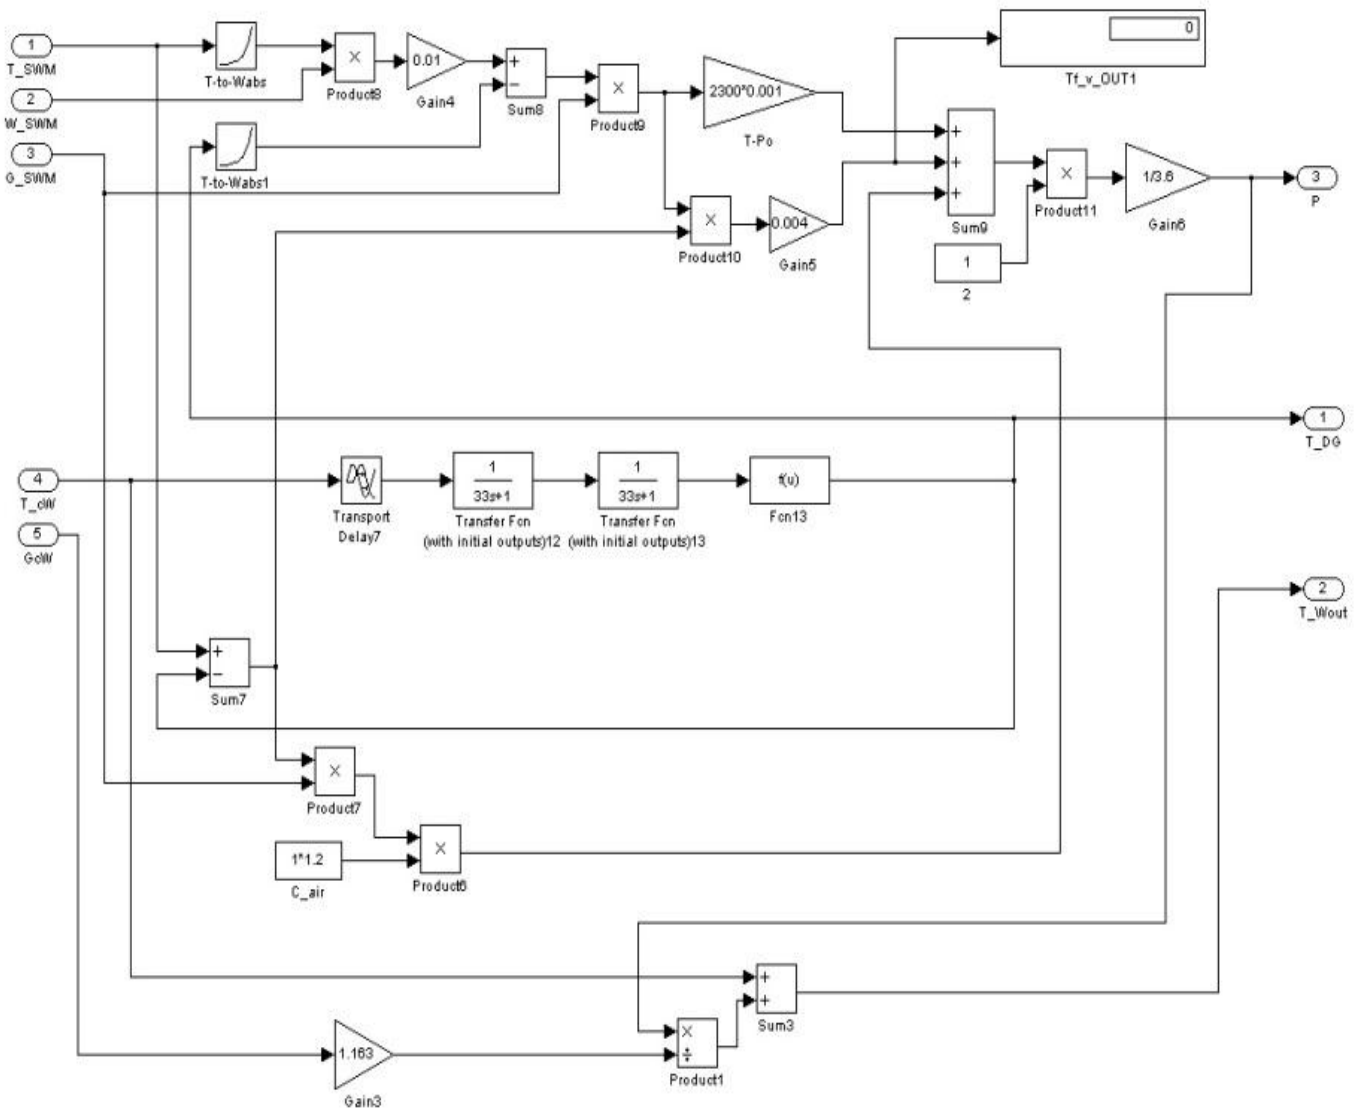 1
T_SWM
2
W_SWM
3
G_SWM
T-to-Wabs
×
Product8
0.01
Gain4
+
−
Sum8
×
Product9
2300*0.001
T-Po
0
Tf_v_OUT1
T-to-Wabs1
×
Product10
0.004
Gain5
+
+
+
Sum9
×
Product11
1/3.6
Gain6
3
P
1
2
1
T_DG
4
T_cW
Transport
Delay7
1
33s+1
Transfer Fcn
(with initial outputs)12
1
33s+1
Transfer Fcn
(with initial outputs)13
f(u)
Fcn13
5
GcW
2
T_Wout
+
−
Sum7
×
Product7
1*1.2
C_air
×
Product6
+
+
Sum3
×
÷
Product1
1.163
Gain3